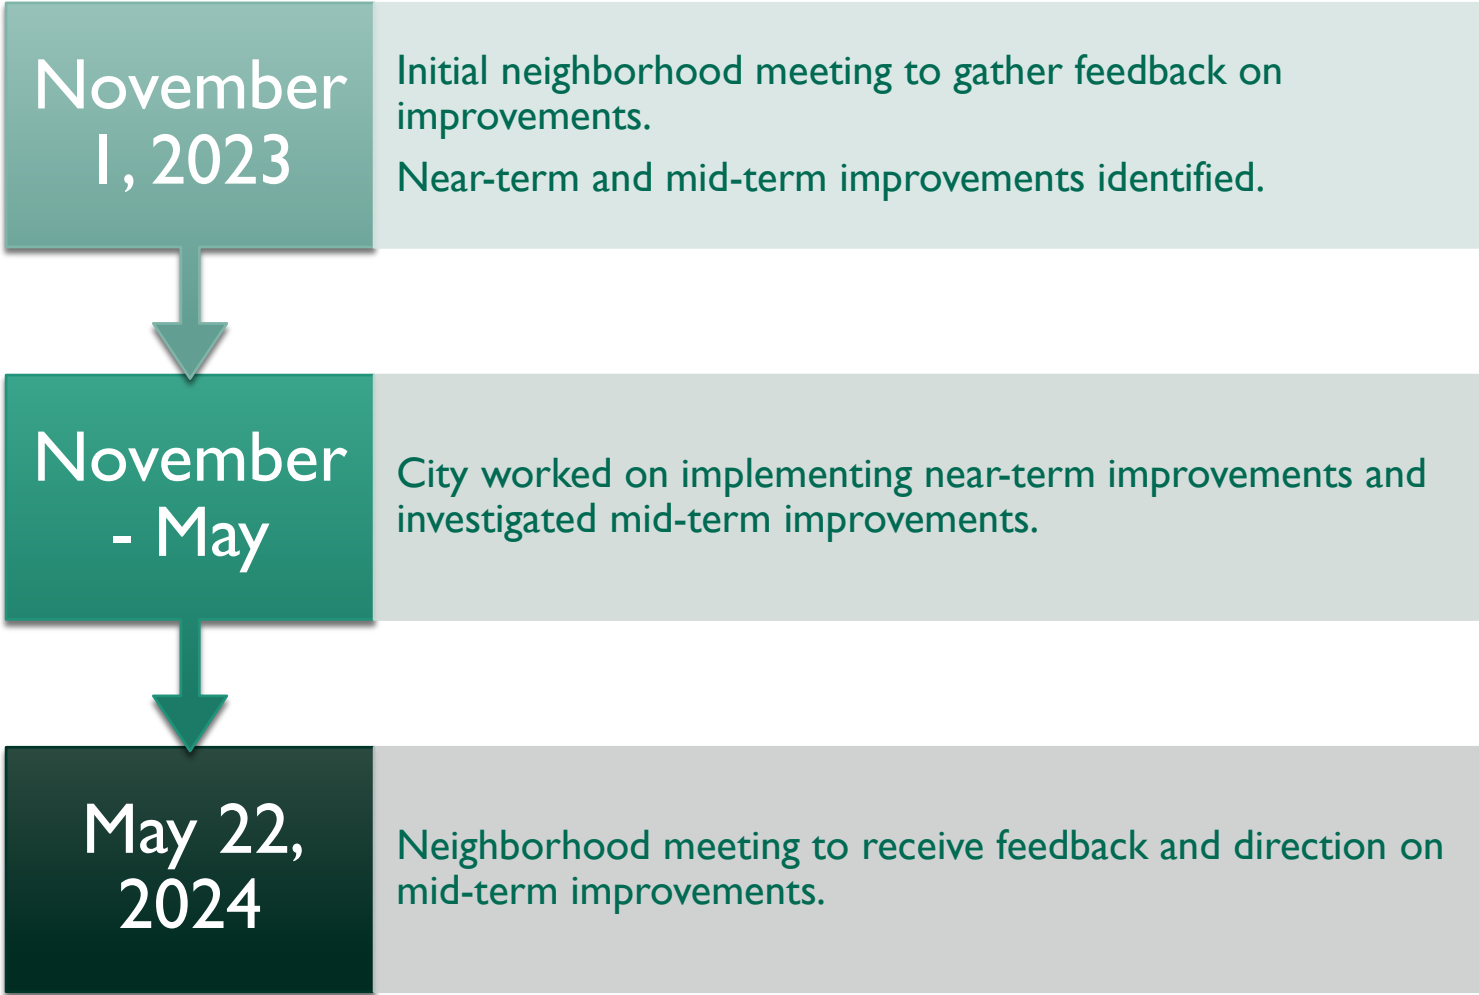 November
1, 2023
Initial neighborhood meeting to gather feedback on
improvements.
Near-term and mid-term improvements identified.
November
- May
City worked on implementing near-term improvements and
investigated mid-term improvements.
May 22,
2024
Neighborhood meeting to receive feedback and direction on
mid-term improvements.